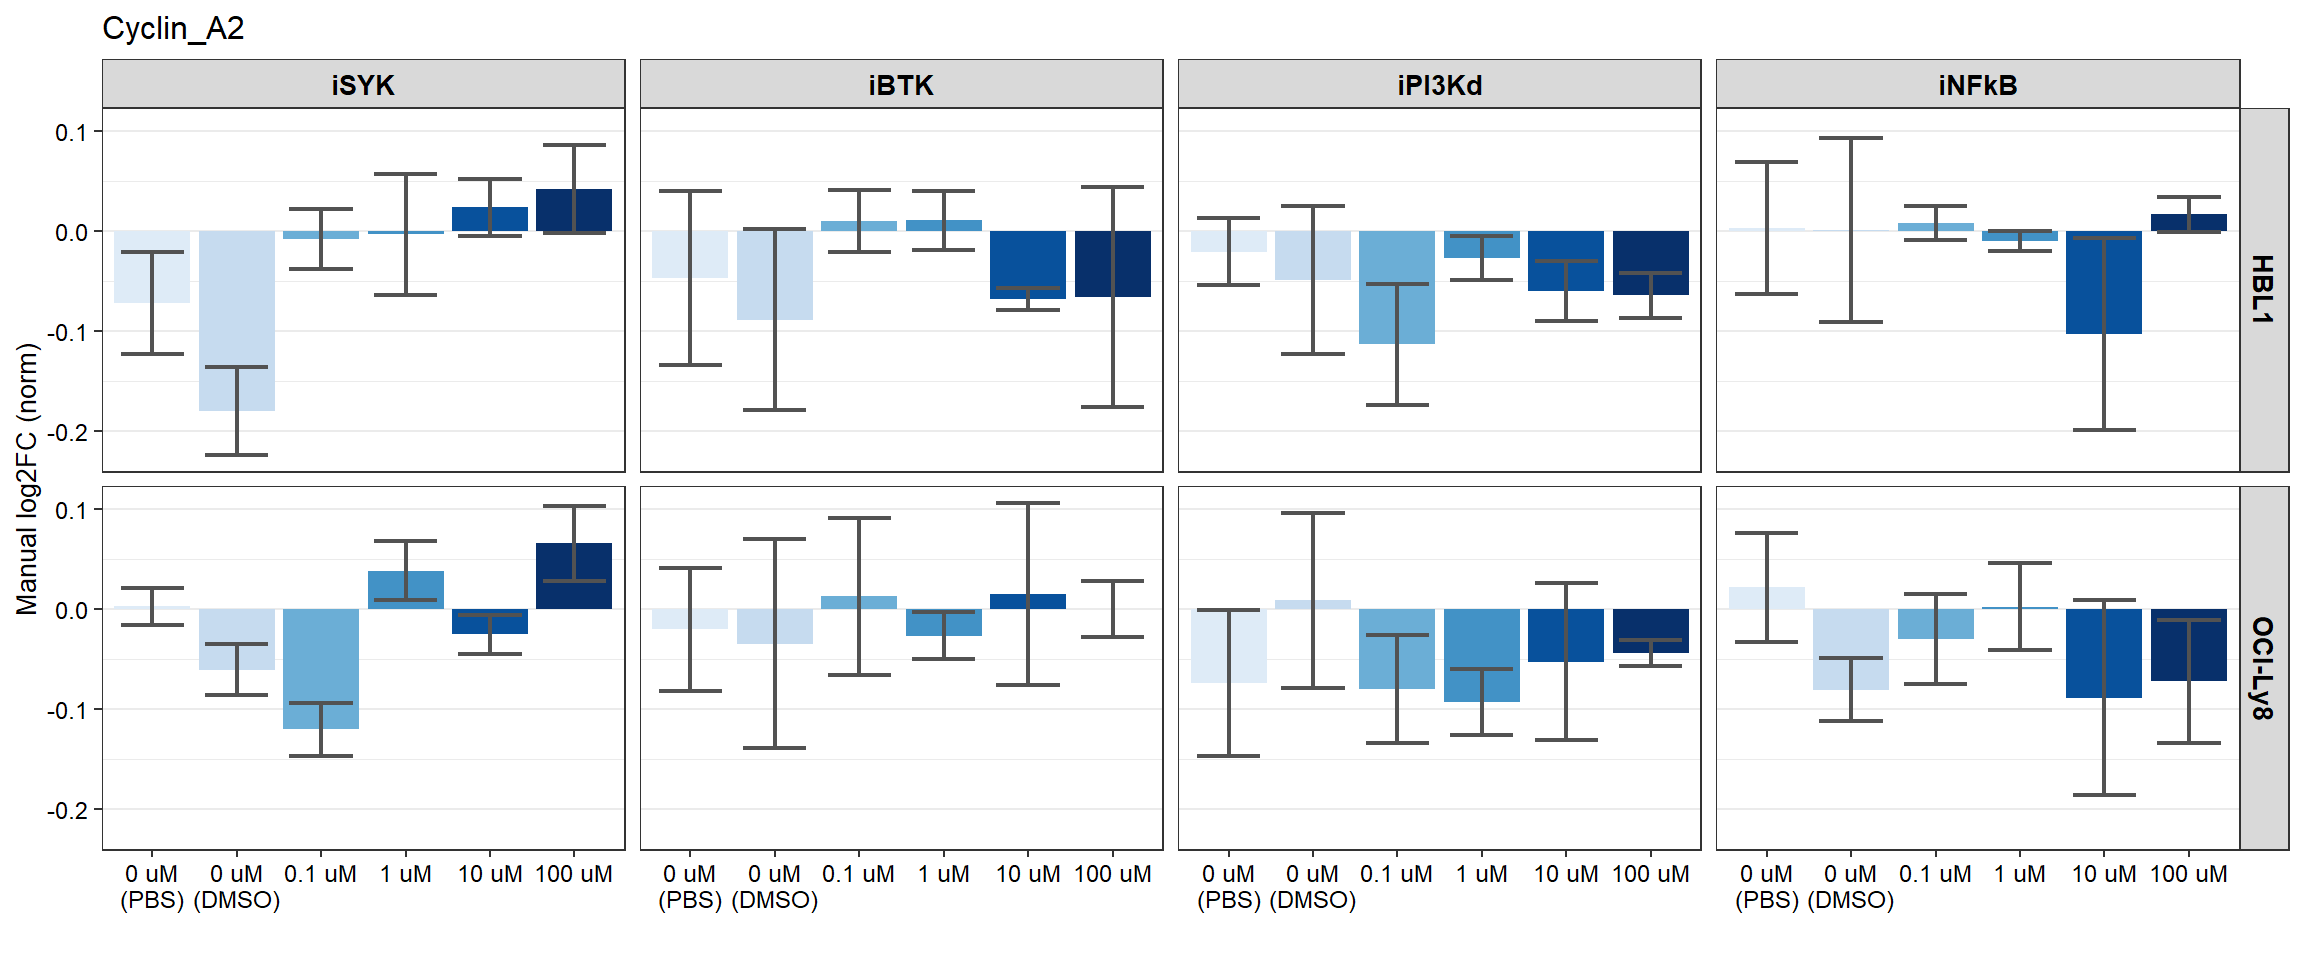 Cyclin_A2
iSYK
iBTK
iPI3Kd
iNFkB
Manual log2FC (norm)
0.1
0.0
-0.1
-0.2
HBL1
0.1
0.0
-0.1
-0.2
OCI-Ly8
0 uM (PBS)
0 uM (DMSO)
0.1 uM
1 uM
10 uM
100 uM
0 uM (PBS)
0 uM (DMSO)
0.1 uM
1 uM
10 uM
100 uM
0 uM (PBS)
0 uM (DMSO)
0.1 uM
1 uM
10 uM
100 uM
0 uM (PBS)
0 uM (DMSO)
0.1 uM
1 uM
10 uM
100 uM